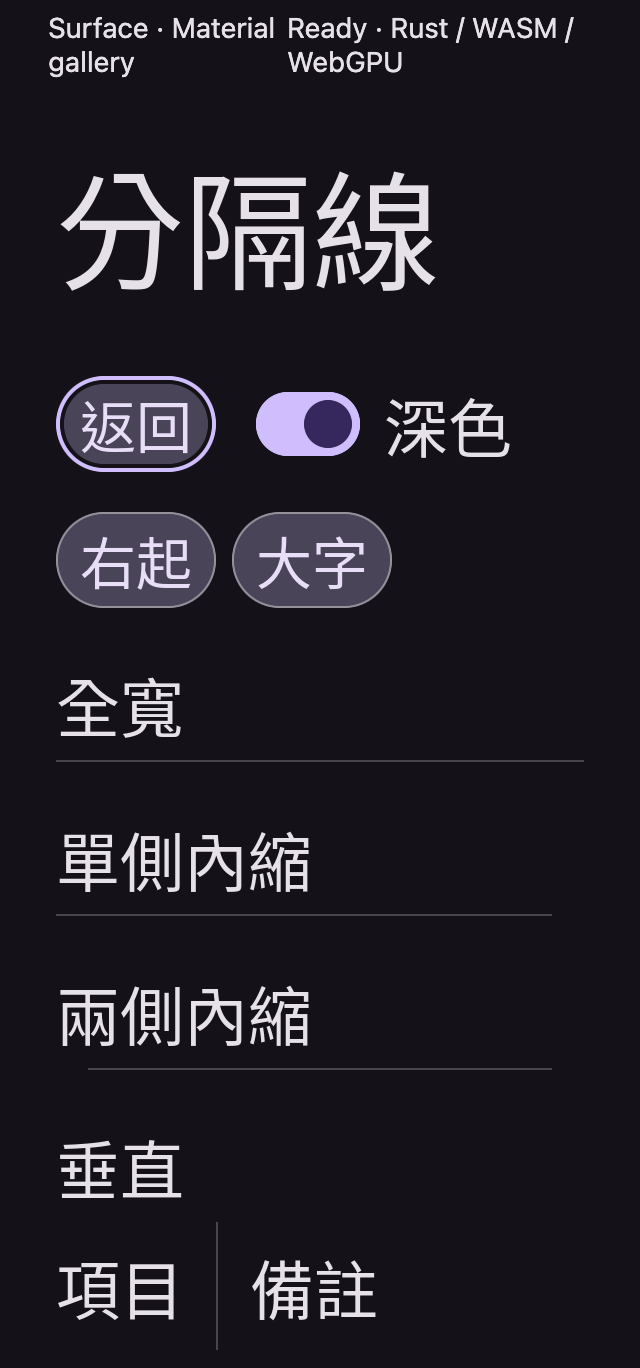 Surface · Material gallery
Ready · Rust / WASM / WebGPU
分隔線
返回
深色
右起
大字
全寬
單側內縮
兩側內縮
垂直
項目
備註